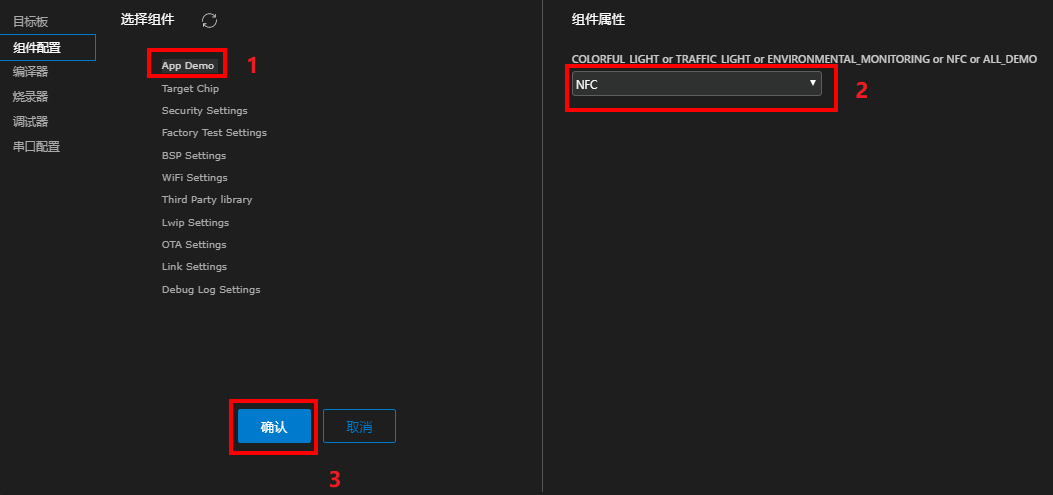 目标板
组件配置
编译器
烧录器
调试器
串口配置
选择组件
App Demo
1
Target Chip
Security Settings
Factory Test Settings
BSP Settings
WiFi Settings
Third Party library
Lwip Settings
OTA Settings
Link Settings
Debug Log Settings
确认
取消
3
组件属性
COLORFUL_LIGHT or TRAFFIC_LIGHT or ENVIRONMENTAL_MONITORING or NFC or ALL_DEMO
NFC
2